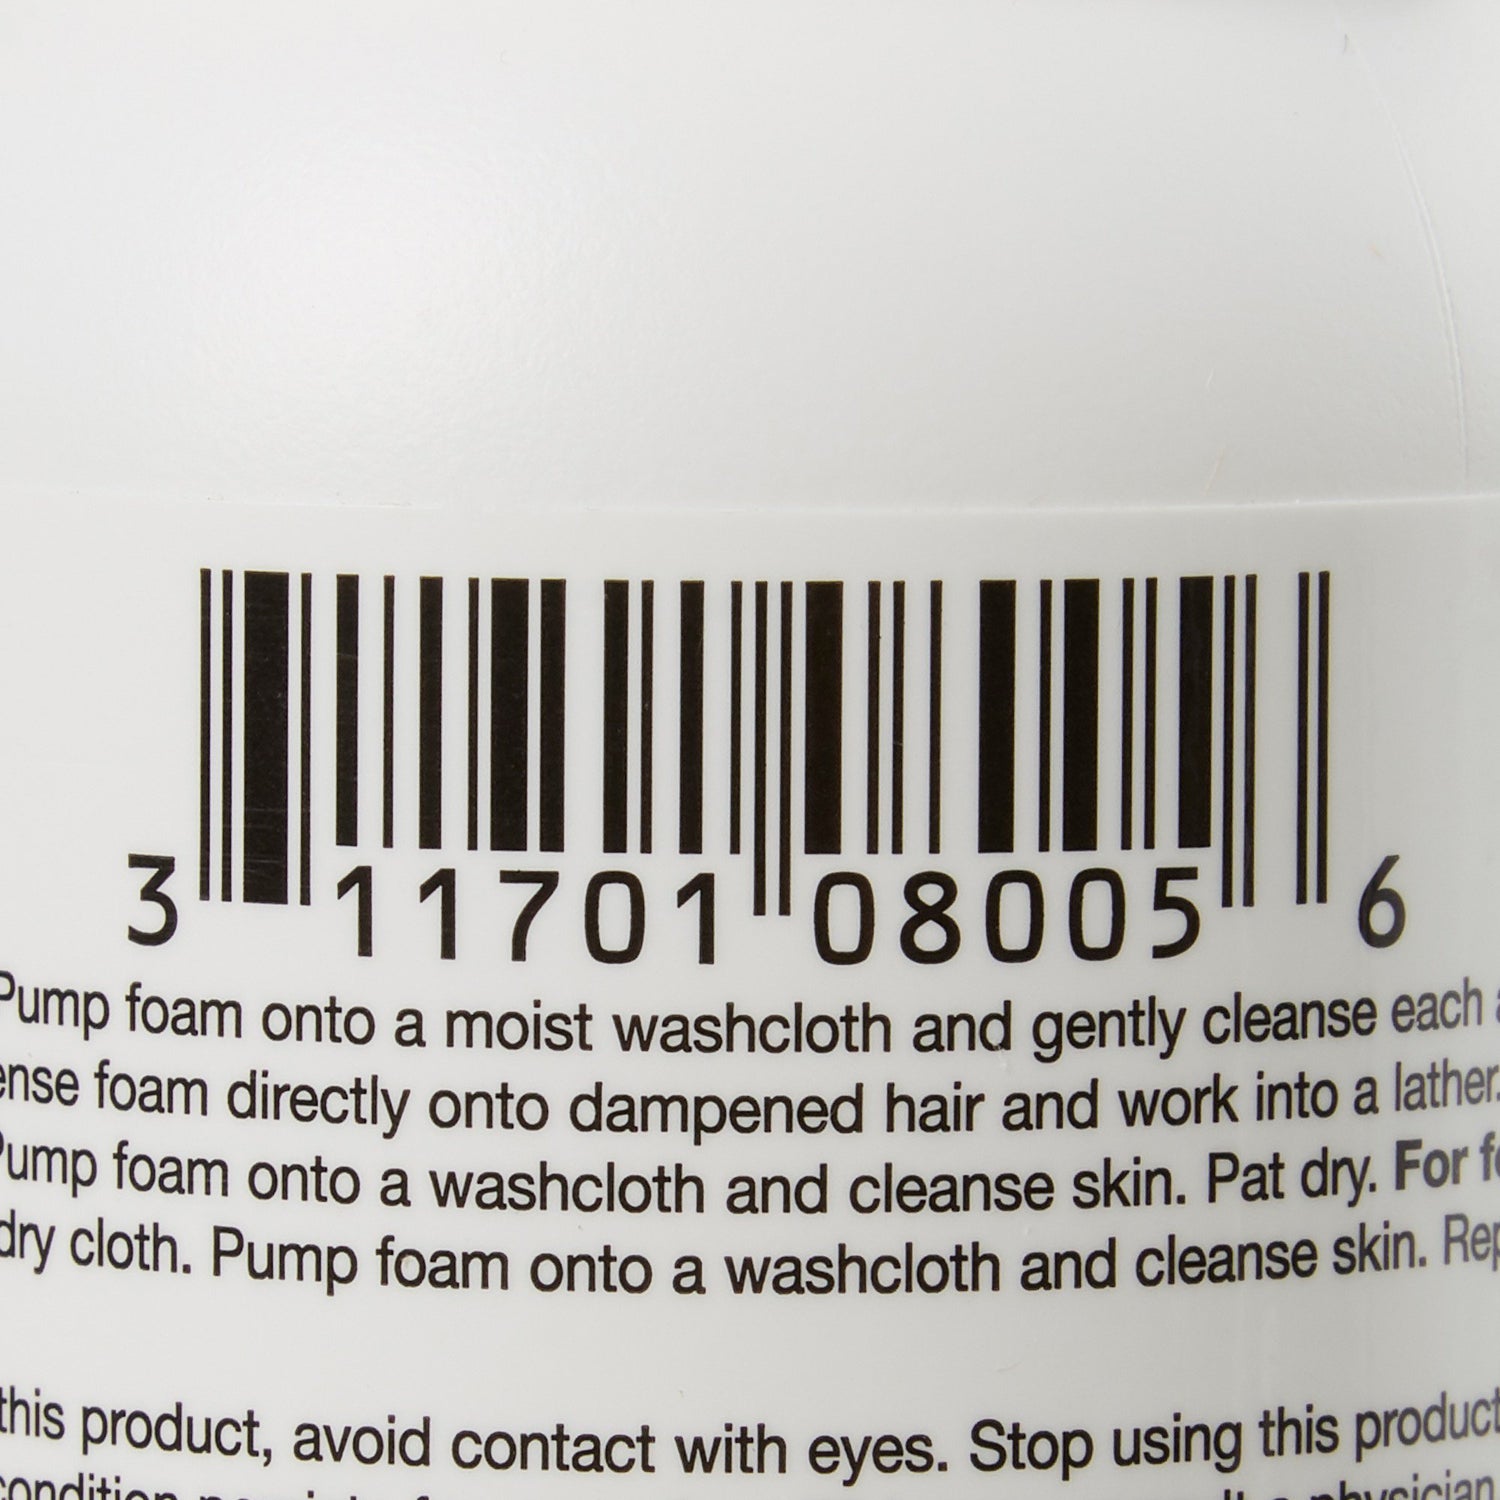 3 11701 08005 6
Pump foam onto a moist washcloth and gently cleanse each
foam directly onto dampened hair and work into a lather.
Pump foam onto a washcloth and cleanse skin. Pat dry. For
dry cloth. Pump foam onto a washcloth and cleanse skin.
this product, avoid contact with eyes. Stop using this product
condition physician